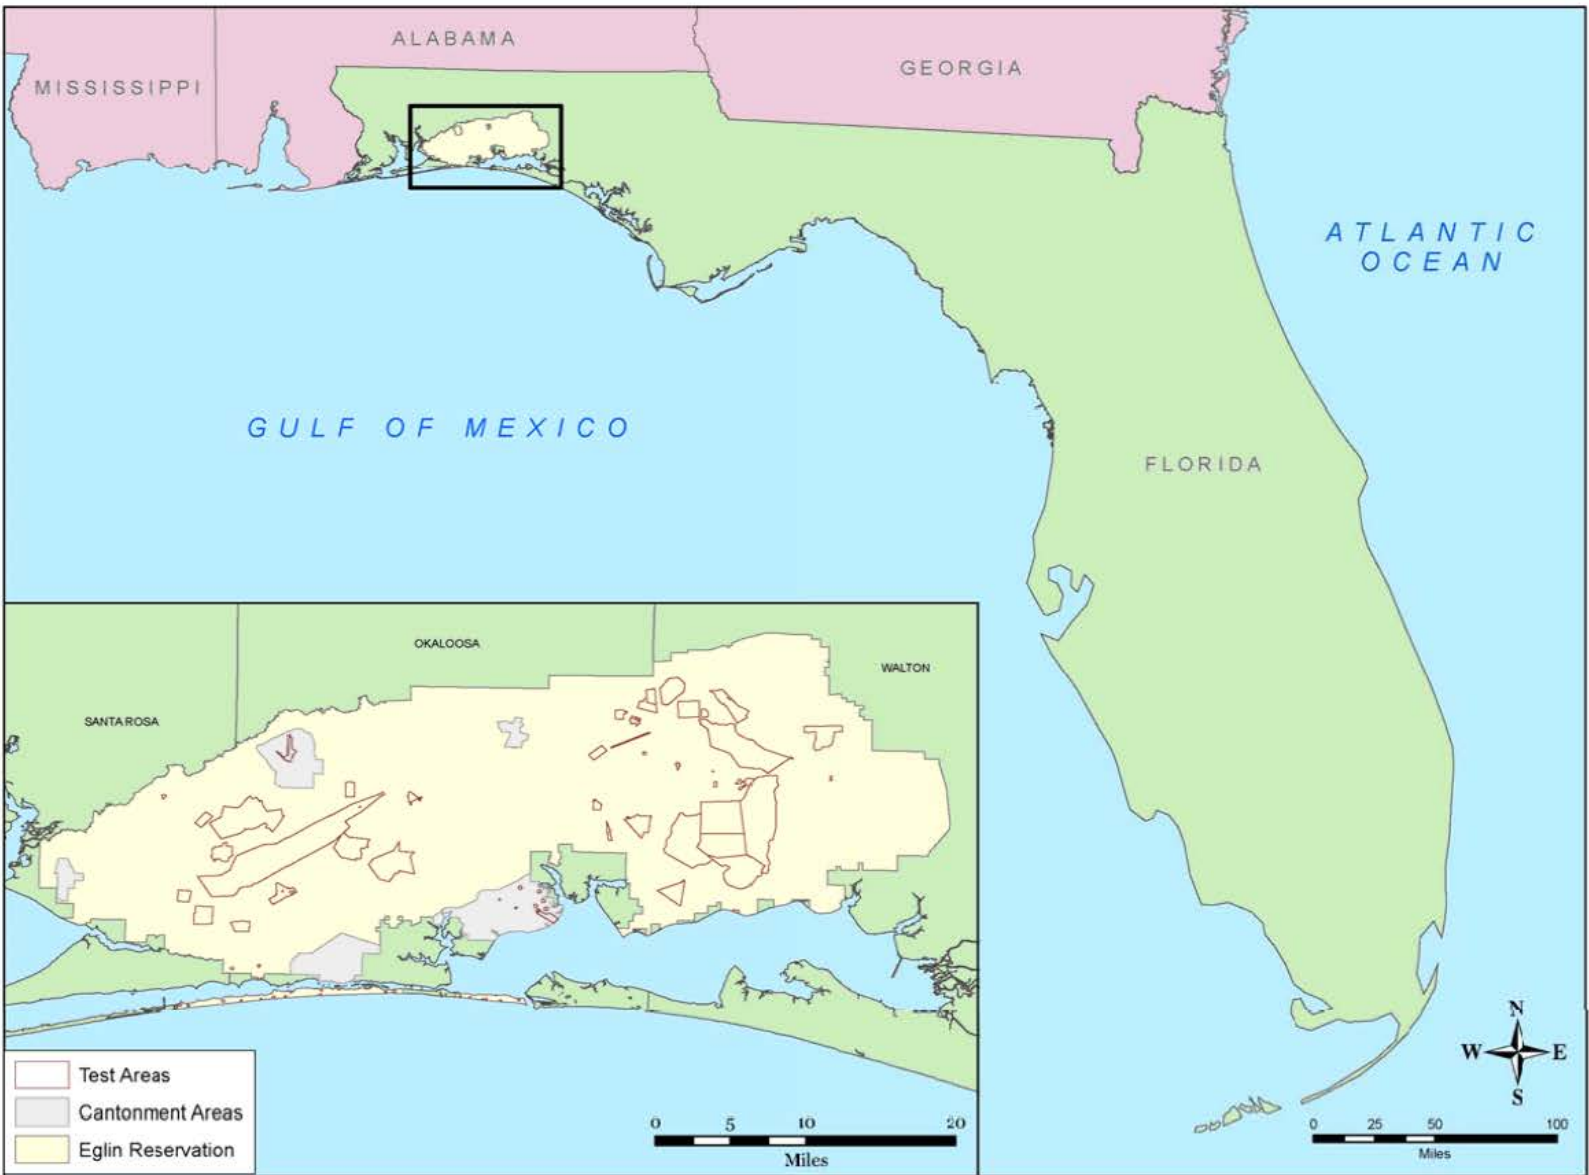 ALABAMA
MISSISSIPPI
GEORGIA
ATLANTIC
OCEAN
GULF OF MEXICO
FLORIDA
OKALOOSA
WALTON
SANTA ROSA
Test Areas
Cantonment Areas
Eglin Reservation
0 5 10 20
Miles
N
W E
S
0 25 50 100
Miles